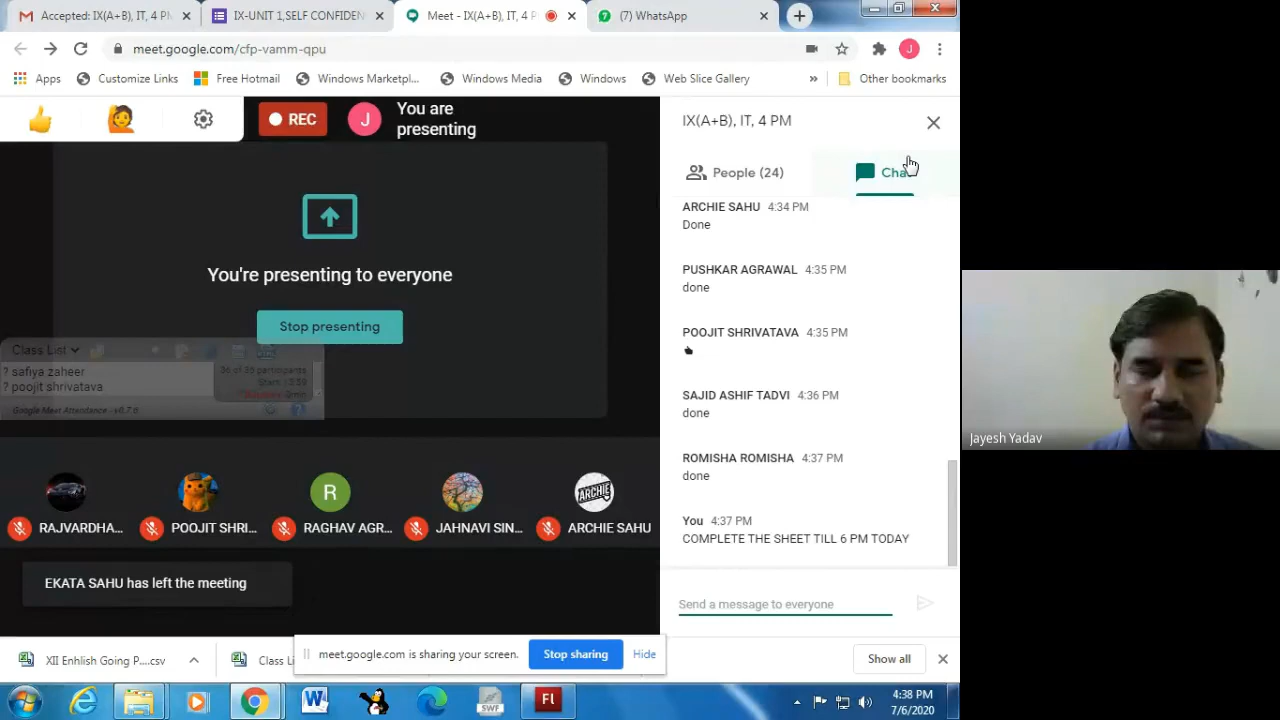 Accepted: IX(A+B), IT, 4 PM
IX-UNIT 1,SELF CONFIDEN
Meet - IX(A+B), IT, 4 P
(7) WhatsApp
meet.google.com/cfp-vamm-qpu
J
Apps
Customize Links
Free Hotmail
Windows Marketpl...
Windows Media
Windows
Web Slice Gallery
»
Other bookmarks
REC
J
You are
presenting
IX(A+B), IT, 4 PM
People (24)
Cha
You're presenting to everyone
Stop presenting
Class List
? safiya zaheer
? poojit shrivatava
Google Meet Attendance
ARCHIE SAHU 4:34 PM
Done
PUSHKAR AGRAWAL 4:35 PM
done
POOJIT SHRIVATAVA 4:35 PM
SAJID ASHIF TADVI 4:36 PM
done
ROMISHA ROMISHA 4:37 PM
done
You 4:37 PM
COMPLETE THE SHEET TILL 6 PM TODAY
Send a message to everyone
Jayesh Yadav
R
ARCHIE
RAJVARDHA...
POOJIT SHRI...
RAGHAV AGR...
JAHNAVI SIN...
ARCHIE SAHU
EKATA SAHU has left the meeting
meet.google.com is sharing your screen.
Stop sharing
Hide
XII Enhlish Going P....csv
Class Li
Show all
W
SWF
Fl
4:38 PM
7/6/2020